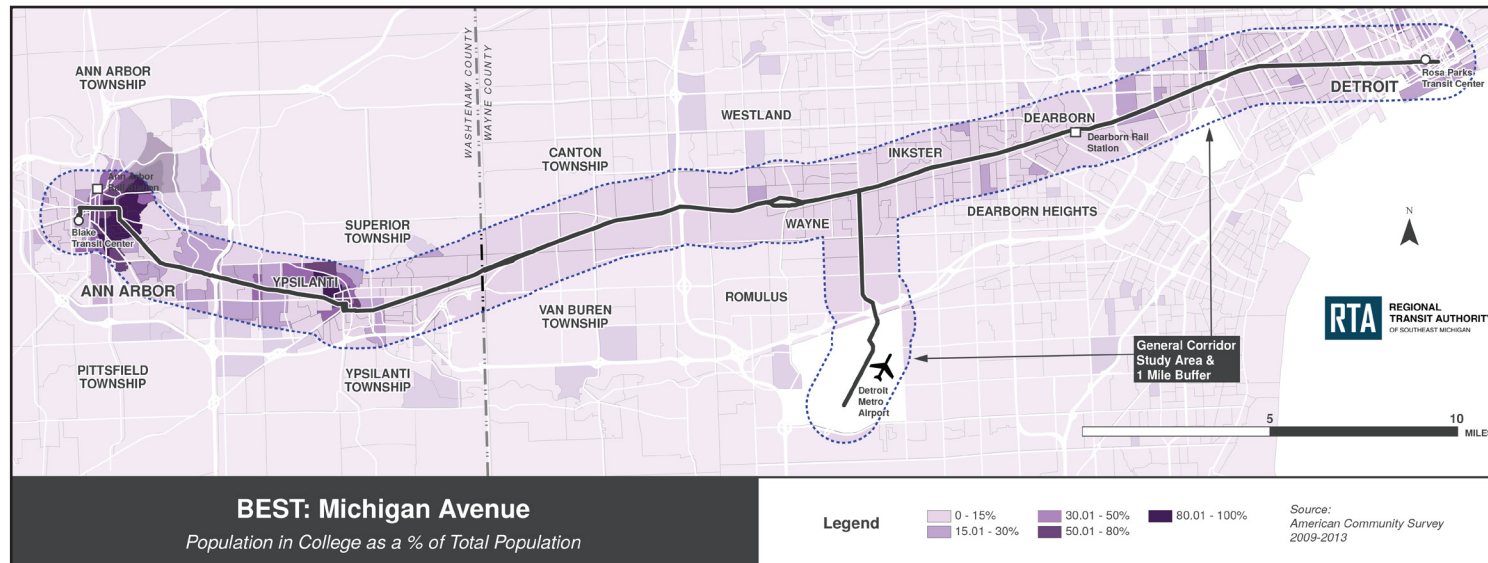 ANN ARBOR
TOWNSHIP
WASHTENAW COUNTY
WAYNE COUNTY
WESTLAND
CANTON
TOWNSHIP
INKSTER
DEARBORN
Dearborn Rail
Station
DETROIT
Rosa Parks
Transit Center
Ann Arbor
Rail Station
Blake
Transit Center
ANN ARBOR
SUPERIOR
TOWNSHIP
YPSILANTI
WAYNE
DEARBORN HEIGHTS
N
VAN BUREN
TOWNSHIP
ROMULUS
PITTSFIELD
TOWNSHIP
YPSILANTI
TOWNSHIP
Detroit
Metro
Airport
General Corridor
Study Area &
1 Mile Buffer
RTA
REGIONAL
TRANSIT AUTHORITY
OF SOUTHEAST MICHIGAN
5
10
MILES
BEST: Michigan Avenue
Population in College as a % of Total Population
Legend
0 - 15%
15.01 - 30%
30.01 - 50%
50.01 - 80%
80.01 - 100%
Source:
American Community Survey
2009-2013